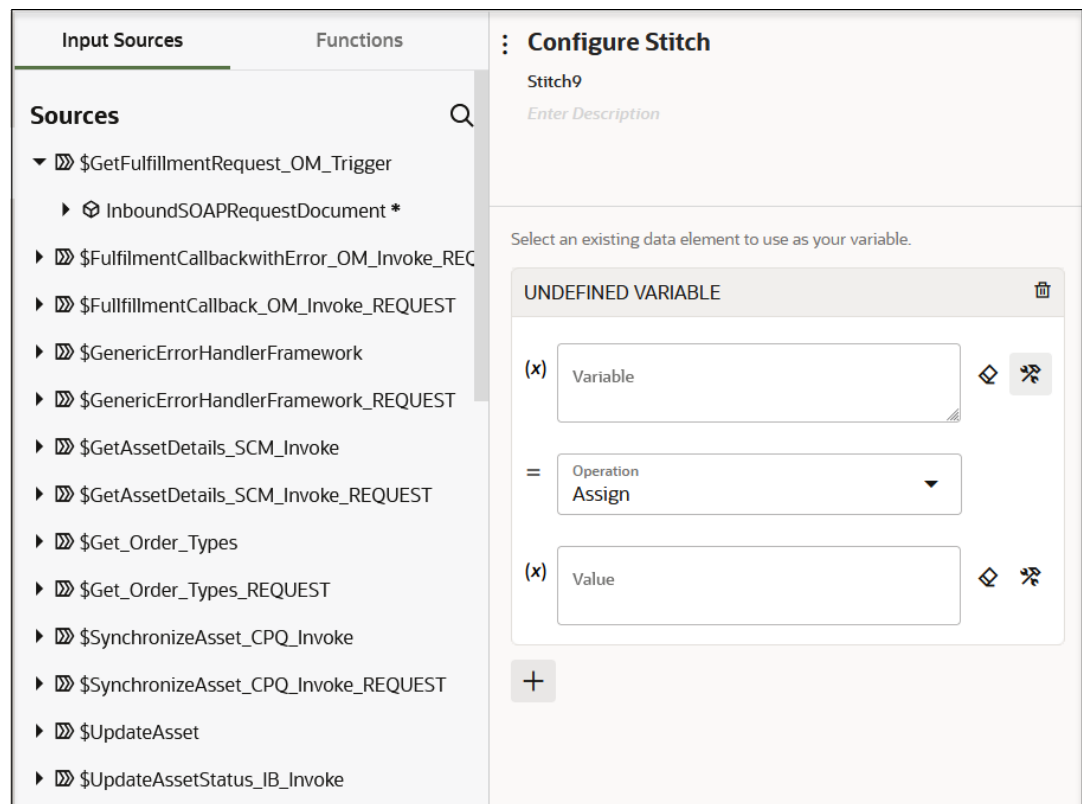 Input Sources
Functions
Sources
$GetFulfillmentRequest_OM_Trigger
InboundSOAPRequestDocument *
$FulfilmentCallbackwithError_OM_Invoke_REQ
$FullfillmentCallback_OM_Invoke_REQUEST
$GenericErrorHandlerFramework
$GenericErrorHandlerFramework_REQUEST
$GetAssetDetails_SCM_Invoke
$GetAssetDetails_SCM_Invoke_REQUEST
$Get_Order_Types
$Get_Order_Types_REQUEST
$SynchronizeAsset_CPQ_Invoke
$SynchronizeAsset_CPQ_Invoke_REQUEST
$UpdateAsset
$UpdateAssetStatus_IB_Invoke
Configure Stitch
Stitch9
Enter Description
Select an existing data element to use as your variable.
UNDEFINED VARIABLE
(x) Variable
= Operation
Assign
(x) Value